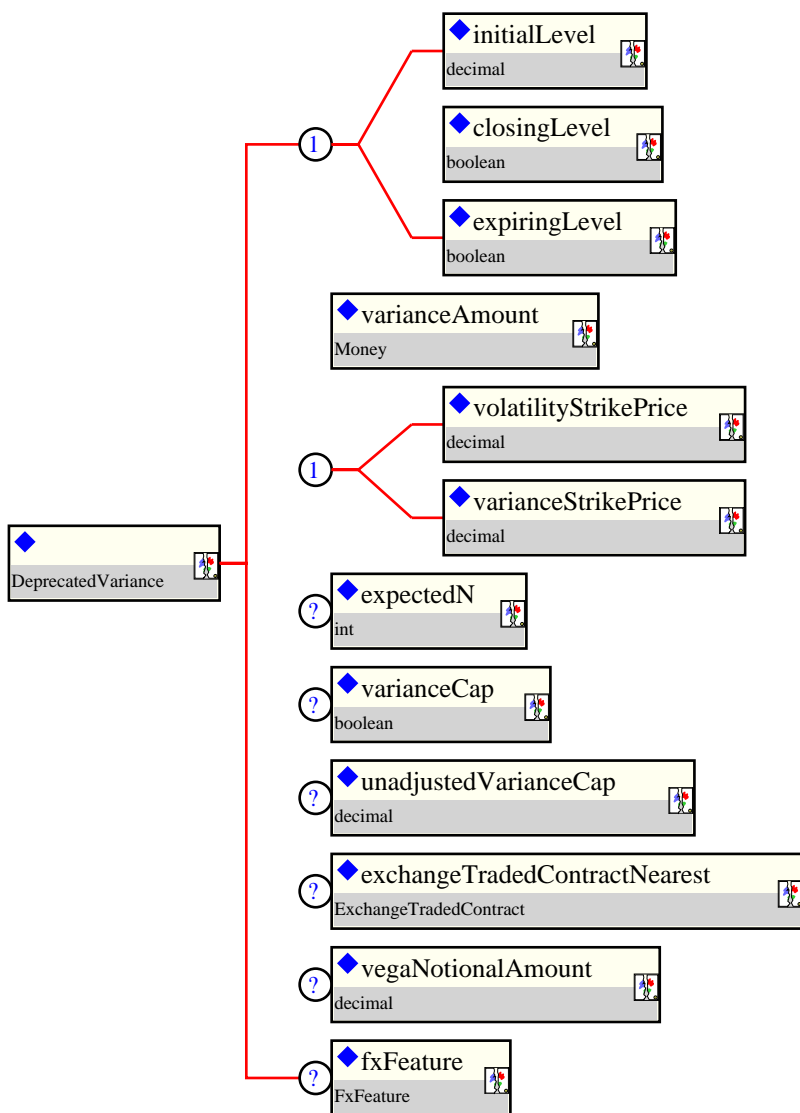 initialLevel
decimal
closingLevel
boolean
1
expiringLevel
boolean
varianceAmount
Money
volatilityStrikePrice
decimal
1
varianceStrikePrice
decimal
DeprecatedVariance
? expectedN
int
? varianceCap
boolean
? unadjustedVarianceCap
decimal
? exchangeTradedContractNearest
ExchangeTradedContract
? vegaNotionalAmount
decimal
? fxFeature
FxFeature